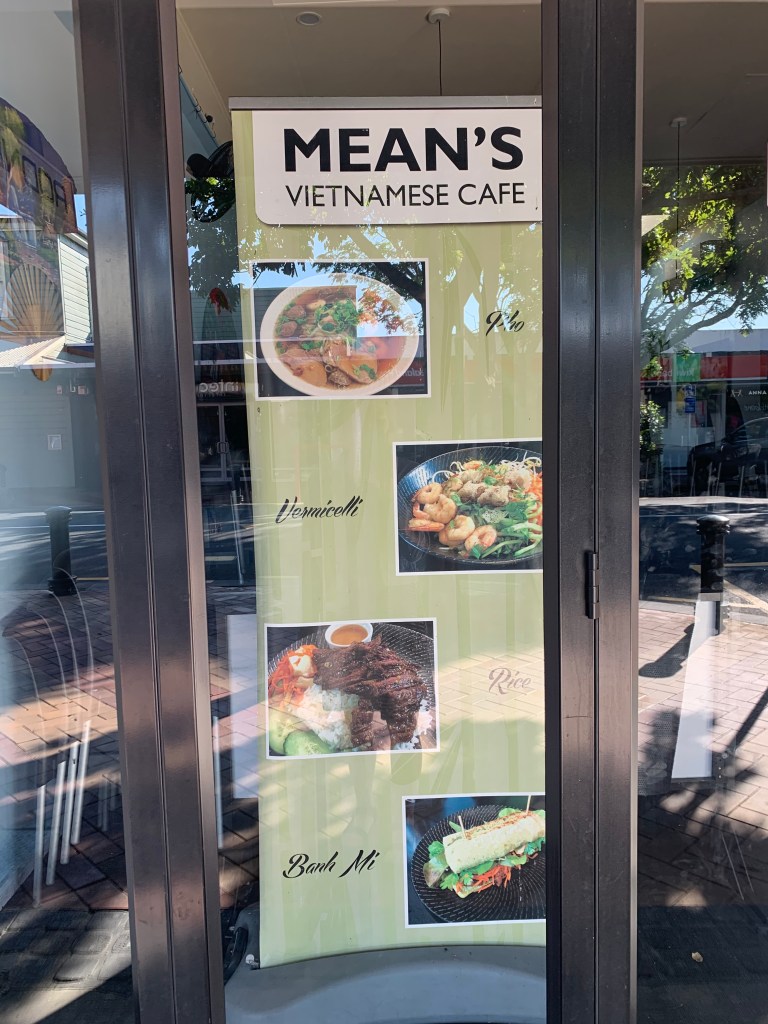 MEAN'S
VIETNAMESE CAFE
Pho
Vermicelli
Rice
Banh Mi